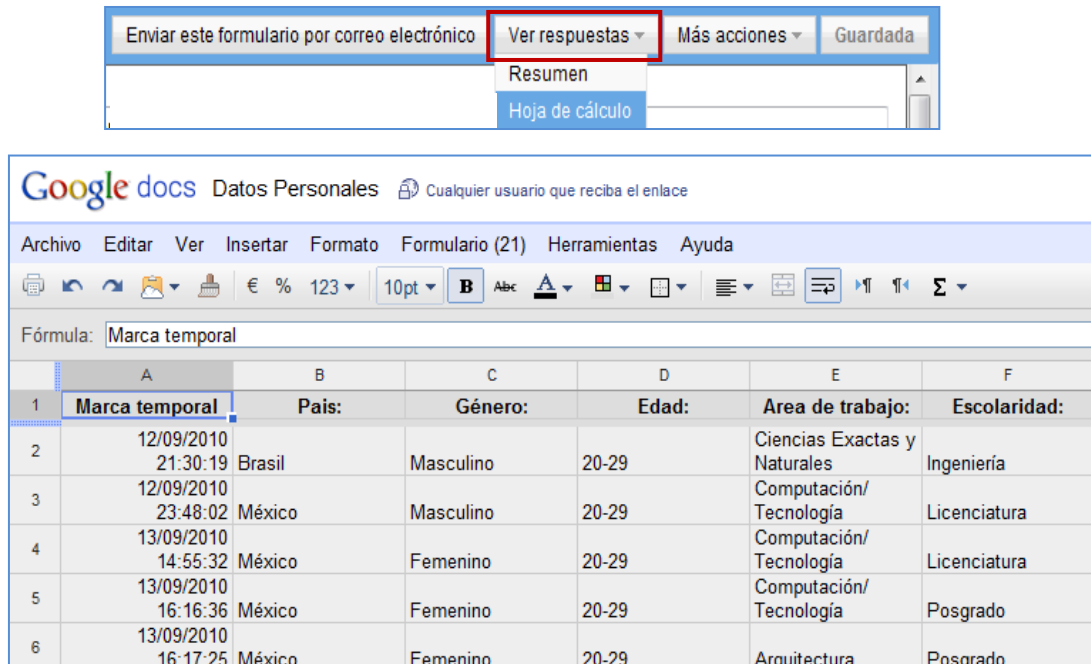 Enviar este formulario por correo electrónico Ver respuestas Más acciones Guardada
Resumen
Hoja de cálculo
Google docs Datos Personales Cualquier usuario que reciba el enlace
Archivo Editar Ver Insertar Formato Formulario (21) Herramientas Ayuda
€ % 123 10pt B Abc A Σ
Fórmula: Marca temporal
A B C D E F
1 Marca temporal Pais: Género: Edad: Area de trabajo: Escolaridad:
2 12/09/2010 21:30:19 Brasil Masculino 20-29 Ciencias Exactas y Naturales Ingeniería
3 12/09/2010 23:48:02 México Masculino 20-29 Computación/ Tecnología Licenciatura
4 13/09/2010 14:55:32 México Femenino 20-29 Computación/ Tecnología Licenciatura
5 13/09/2010 16:16:36 México Femenino 20-29 Computación/ Tecnología Posgrado
6 13/09/2010 16:17:25 México Femenino 20-29 Arquitectura Posgrado